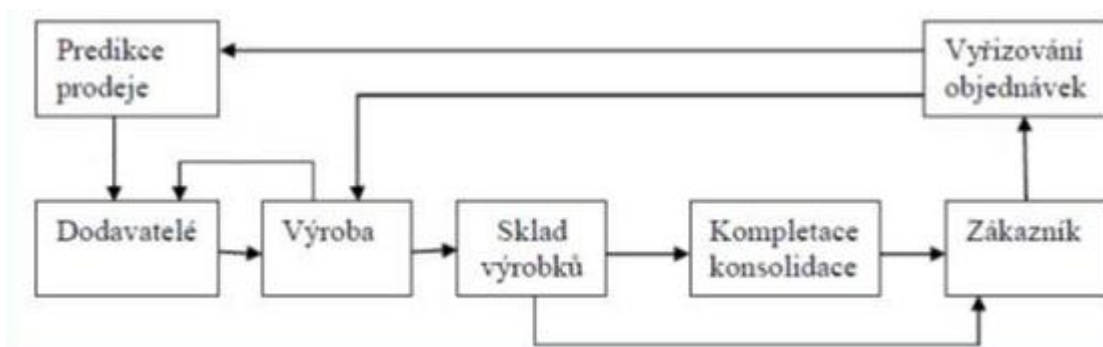 Predikce
prodeje
Vyřizování
objednávek
Dodavatelé
Výroba
Sklad
výrobků
Kompletace
konsolidace
Zákazník